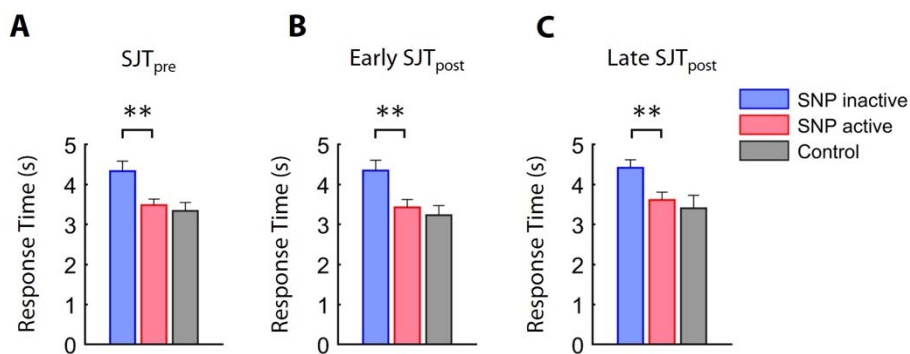 A
SJTpre
**
Response Time (s)
5
4
3
2
1
0
B
Early SJTpost
**
Response Time (s)
5
4
3
2
1
0
C
Late SJTpost
**
Response Time (s)
5
4
3
2
1
0
SNP inactive
SNP active
Control